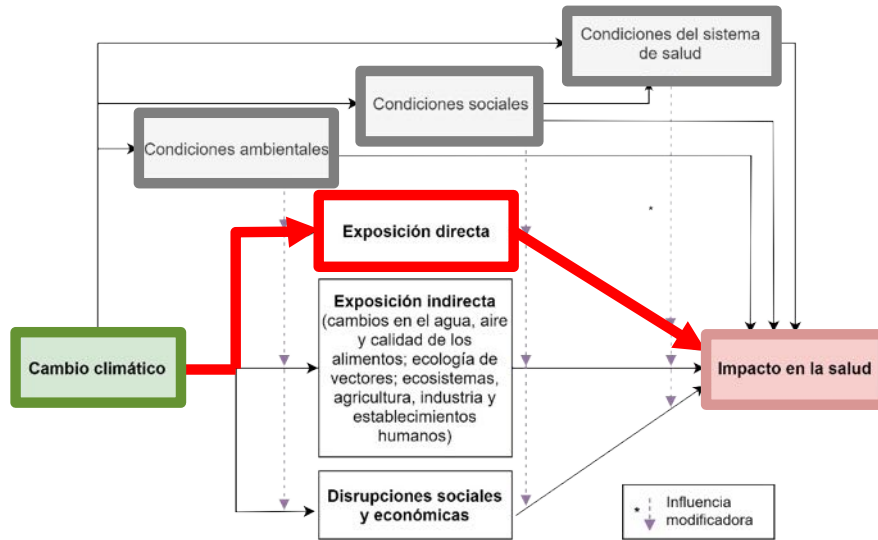 Condiciones del sistema
de salud
Condiciones sociales
Condiciones ambientales
*
Exposición directa
Exposición indirecta
(cambios en el agua, aire
y calidad de los
alimentos; ecología de
vectores; ecosistemas,
agricultura, industria y
establecimientos
humanos)
Cambio climático
Impacto en la salud
Disrupciones sociales
y económicas
* Influencia
modificadora